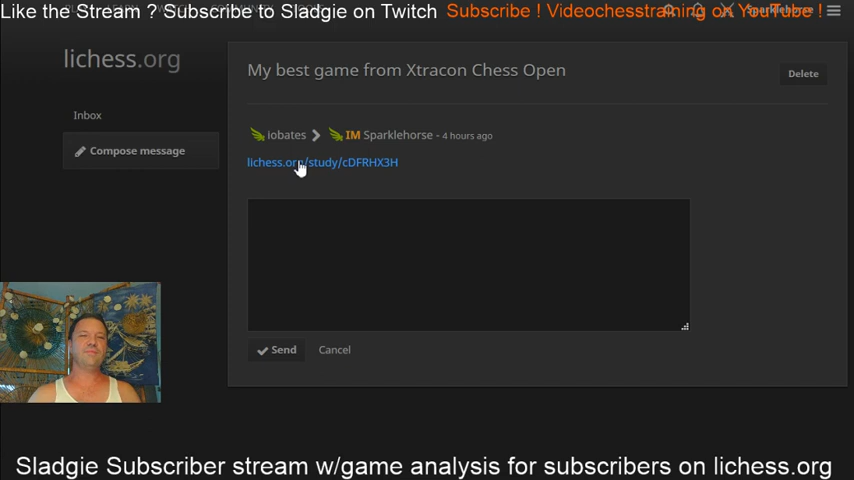 Like the Stream ? Subscribe to Sladgie on Twitch Subscribe ! Videochesstraining on YouTube !
lichess.org
My best game from Xtracon Chess Open
Delete
Inbox
iobates IM Sparklehorse - 4 hours ago
Compose message
lichess.org/study/cDFRHX3H
Send Cancel
Sladgie Subscriber stream w/game analysis for subscribers on lichess.org